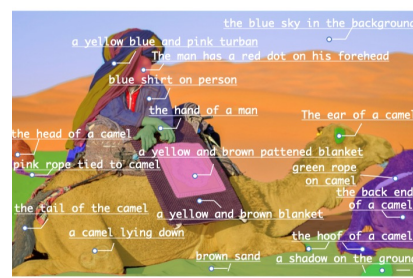 the blue sky in the background
a yellow blue and pink turban
The man has a red dot on his forehead
blue shirt on person
the hand of a man
The ear of a camel
the head of a camel
pink rope tied to camel
a yellow and brown pattened blanket
green rope
on camel
the back end
of a camel
the tail of the camel
a yellow and brown blanket
a camel lying down
the hoof of a camel
brown sand
a shadow on the ground